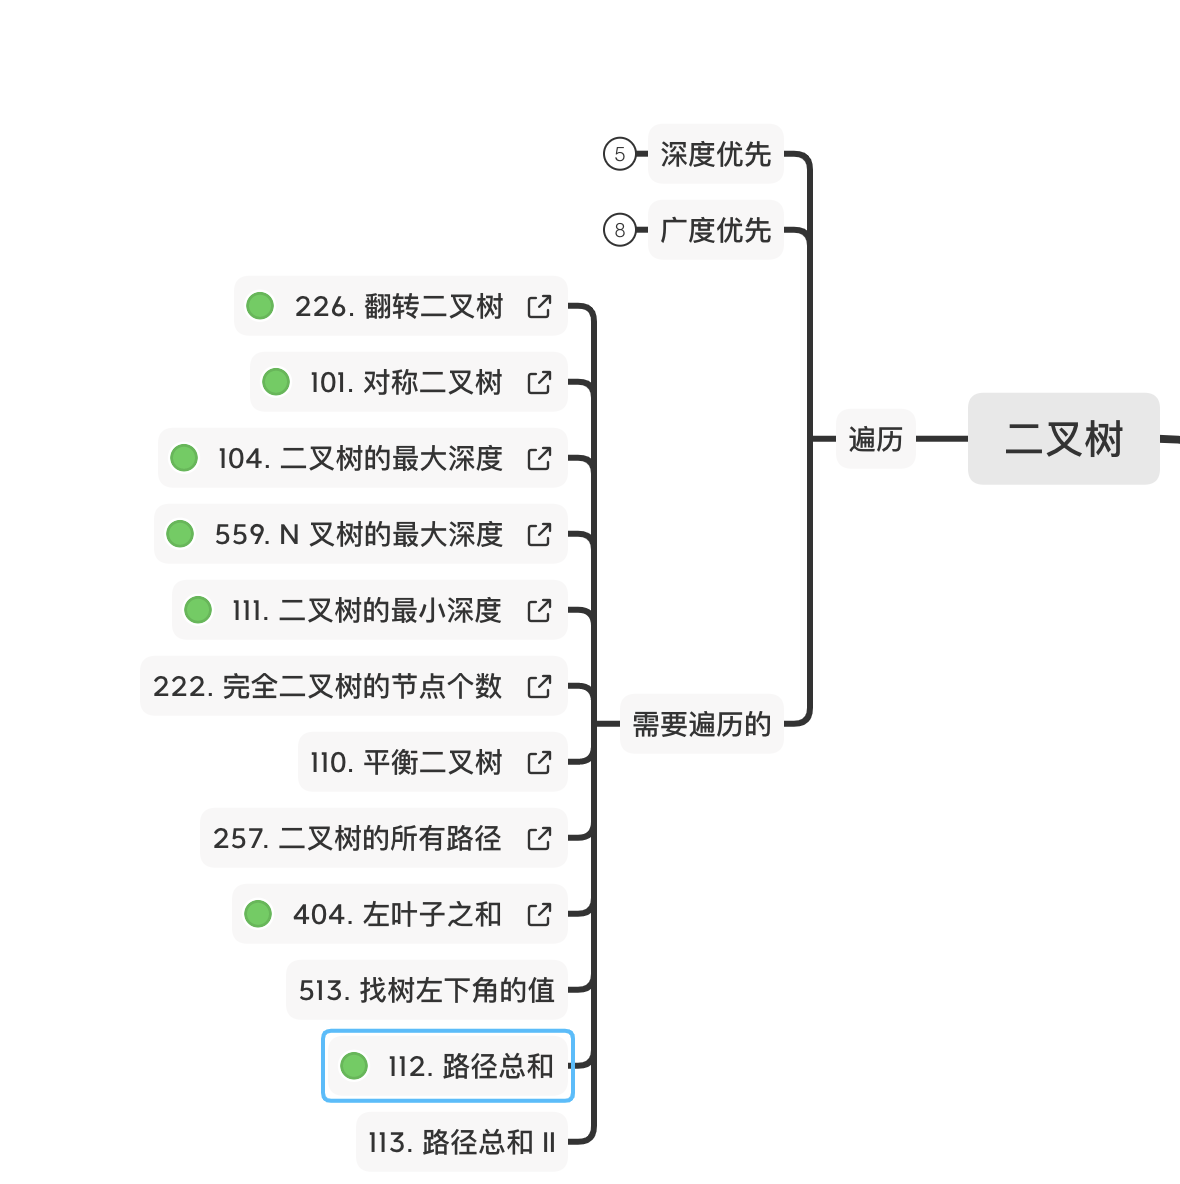 5
深度优先
8
广度优先
226. 翻转二叉树
101. 对称二叉树
104. 二叉树的最大深度
559. N 叉树的最大深度
111. 二叉树的最小深度
222. 完全二叉树的节点个数
110. 平衡二叉树
257. 二叉树的所有路径
404. 左叶子之和
513. 找树左下角的值
112. 路径总和
113. 路径总和 II
需要遍历的
遍历
二叉树